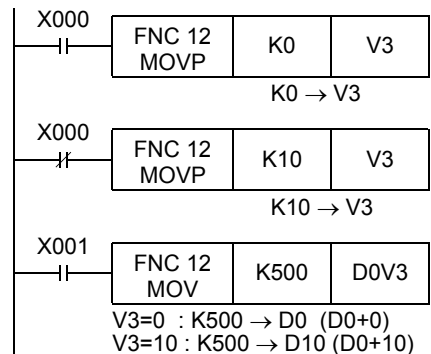 X000
FNC 12
MOVP K0 V3
K0 → V3
X000
FNC 12
MOVP K10 V3
K10 → V3
X001
FNC 12
MOV K500 D0V3
V3=0 : K500 → D0 (D0+0)
V3=10 : K500 → D10 (D0+10)